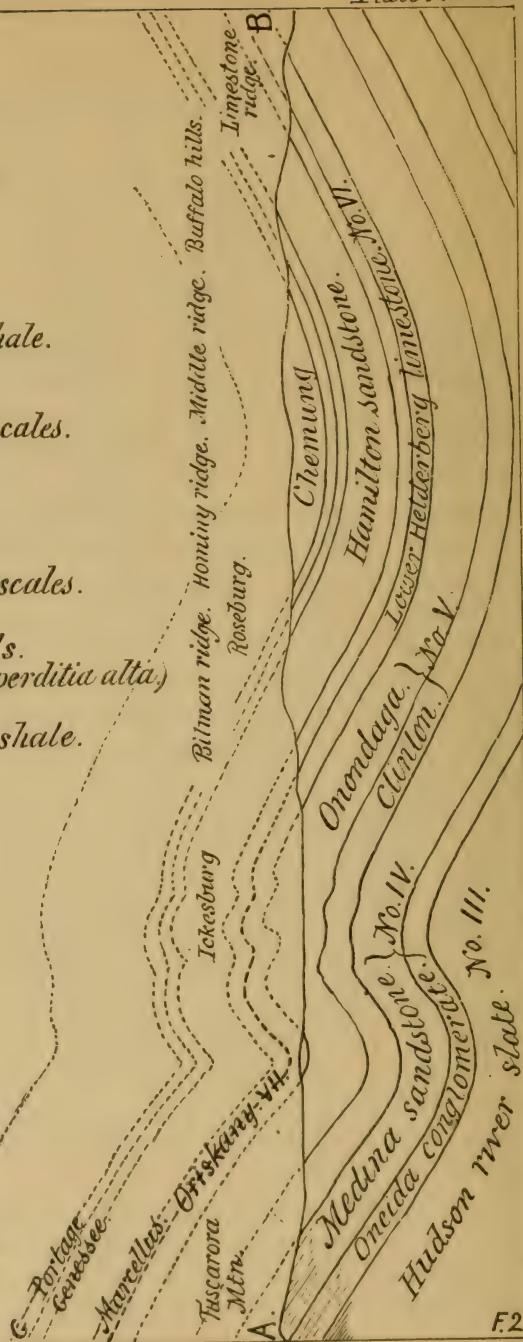 hale.
cales.
scales.
s.
perditia alta)
shale.
B.
Limestone
ridge.
Buffalo hills.
Middle ridge.
Hominy ridge.
Roseburg.
Bilman ridge.
Ickesburg
Chemung
Hamilton sandstone.
Lower Helderberg limestone. No. VI.
Onondaga. } No V.
Clinton.
Medina sandstone. } No. IV.
Oneida conglomerate.
No. III.
Hudson river slate.
Portage
Genessee
Marcellus.
Oriskany VII.
Tuscarora
Mtn.
A.
F.2